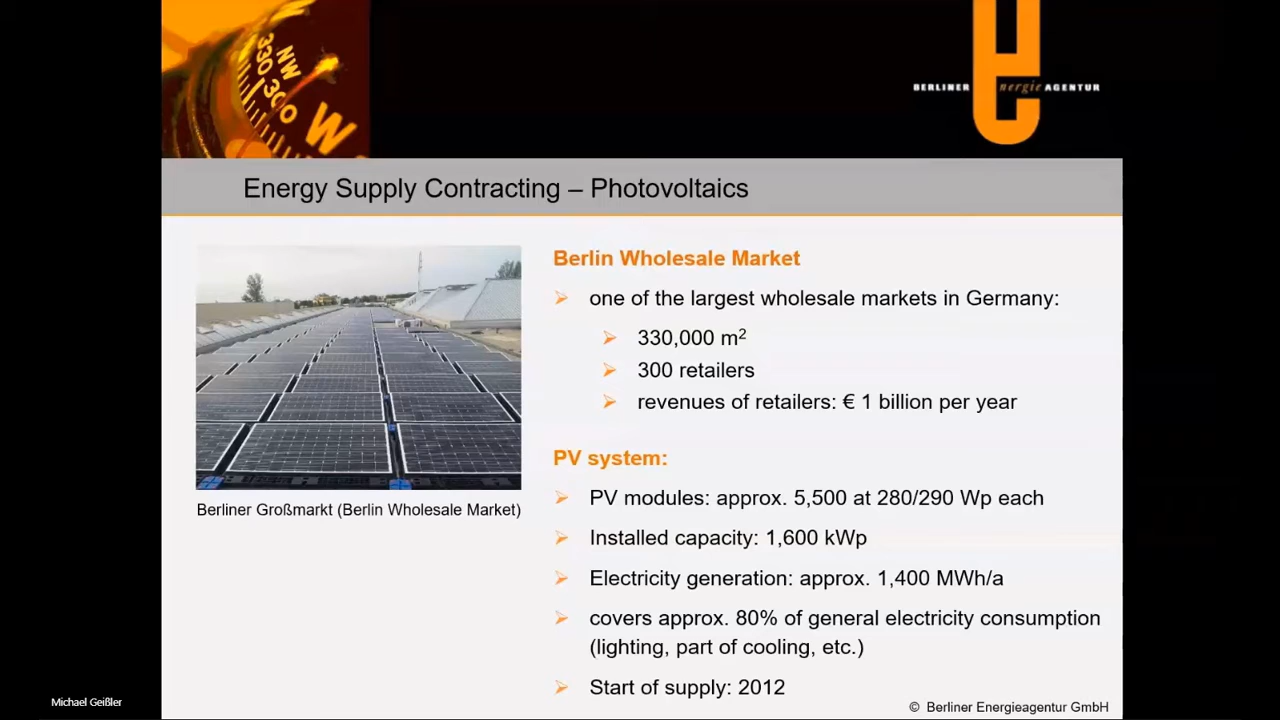 330 NW
300
W
BERLINER energie AGENTUR
Energy Supply Contracting – Photovoltaics
Berlin Wholesale Market
one of the largest wholesale markets in Germany:
330,000 m²
300 retailers
revenues of retailers: € 1 billion per year
PV system:
PV modules: approx. 5,500 at 280/290 Wp each
Installed capacity: 1,600 kWp
Electricity generation: approx. 1,400 MWh/a
covers approx. 80% of general electricity consumption
(lighting, part of cooling, etc.)
Start of supply: 2012
Berliner Großmarkt (Berlin Wholesale Market)
Michael Geißler
© Berliner Energieagentur GmbH